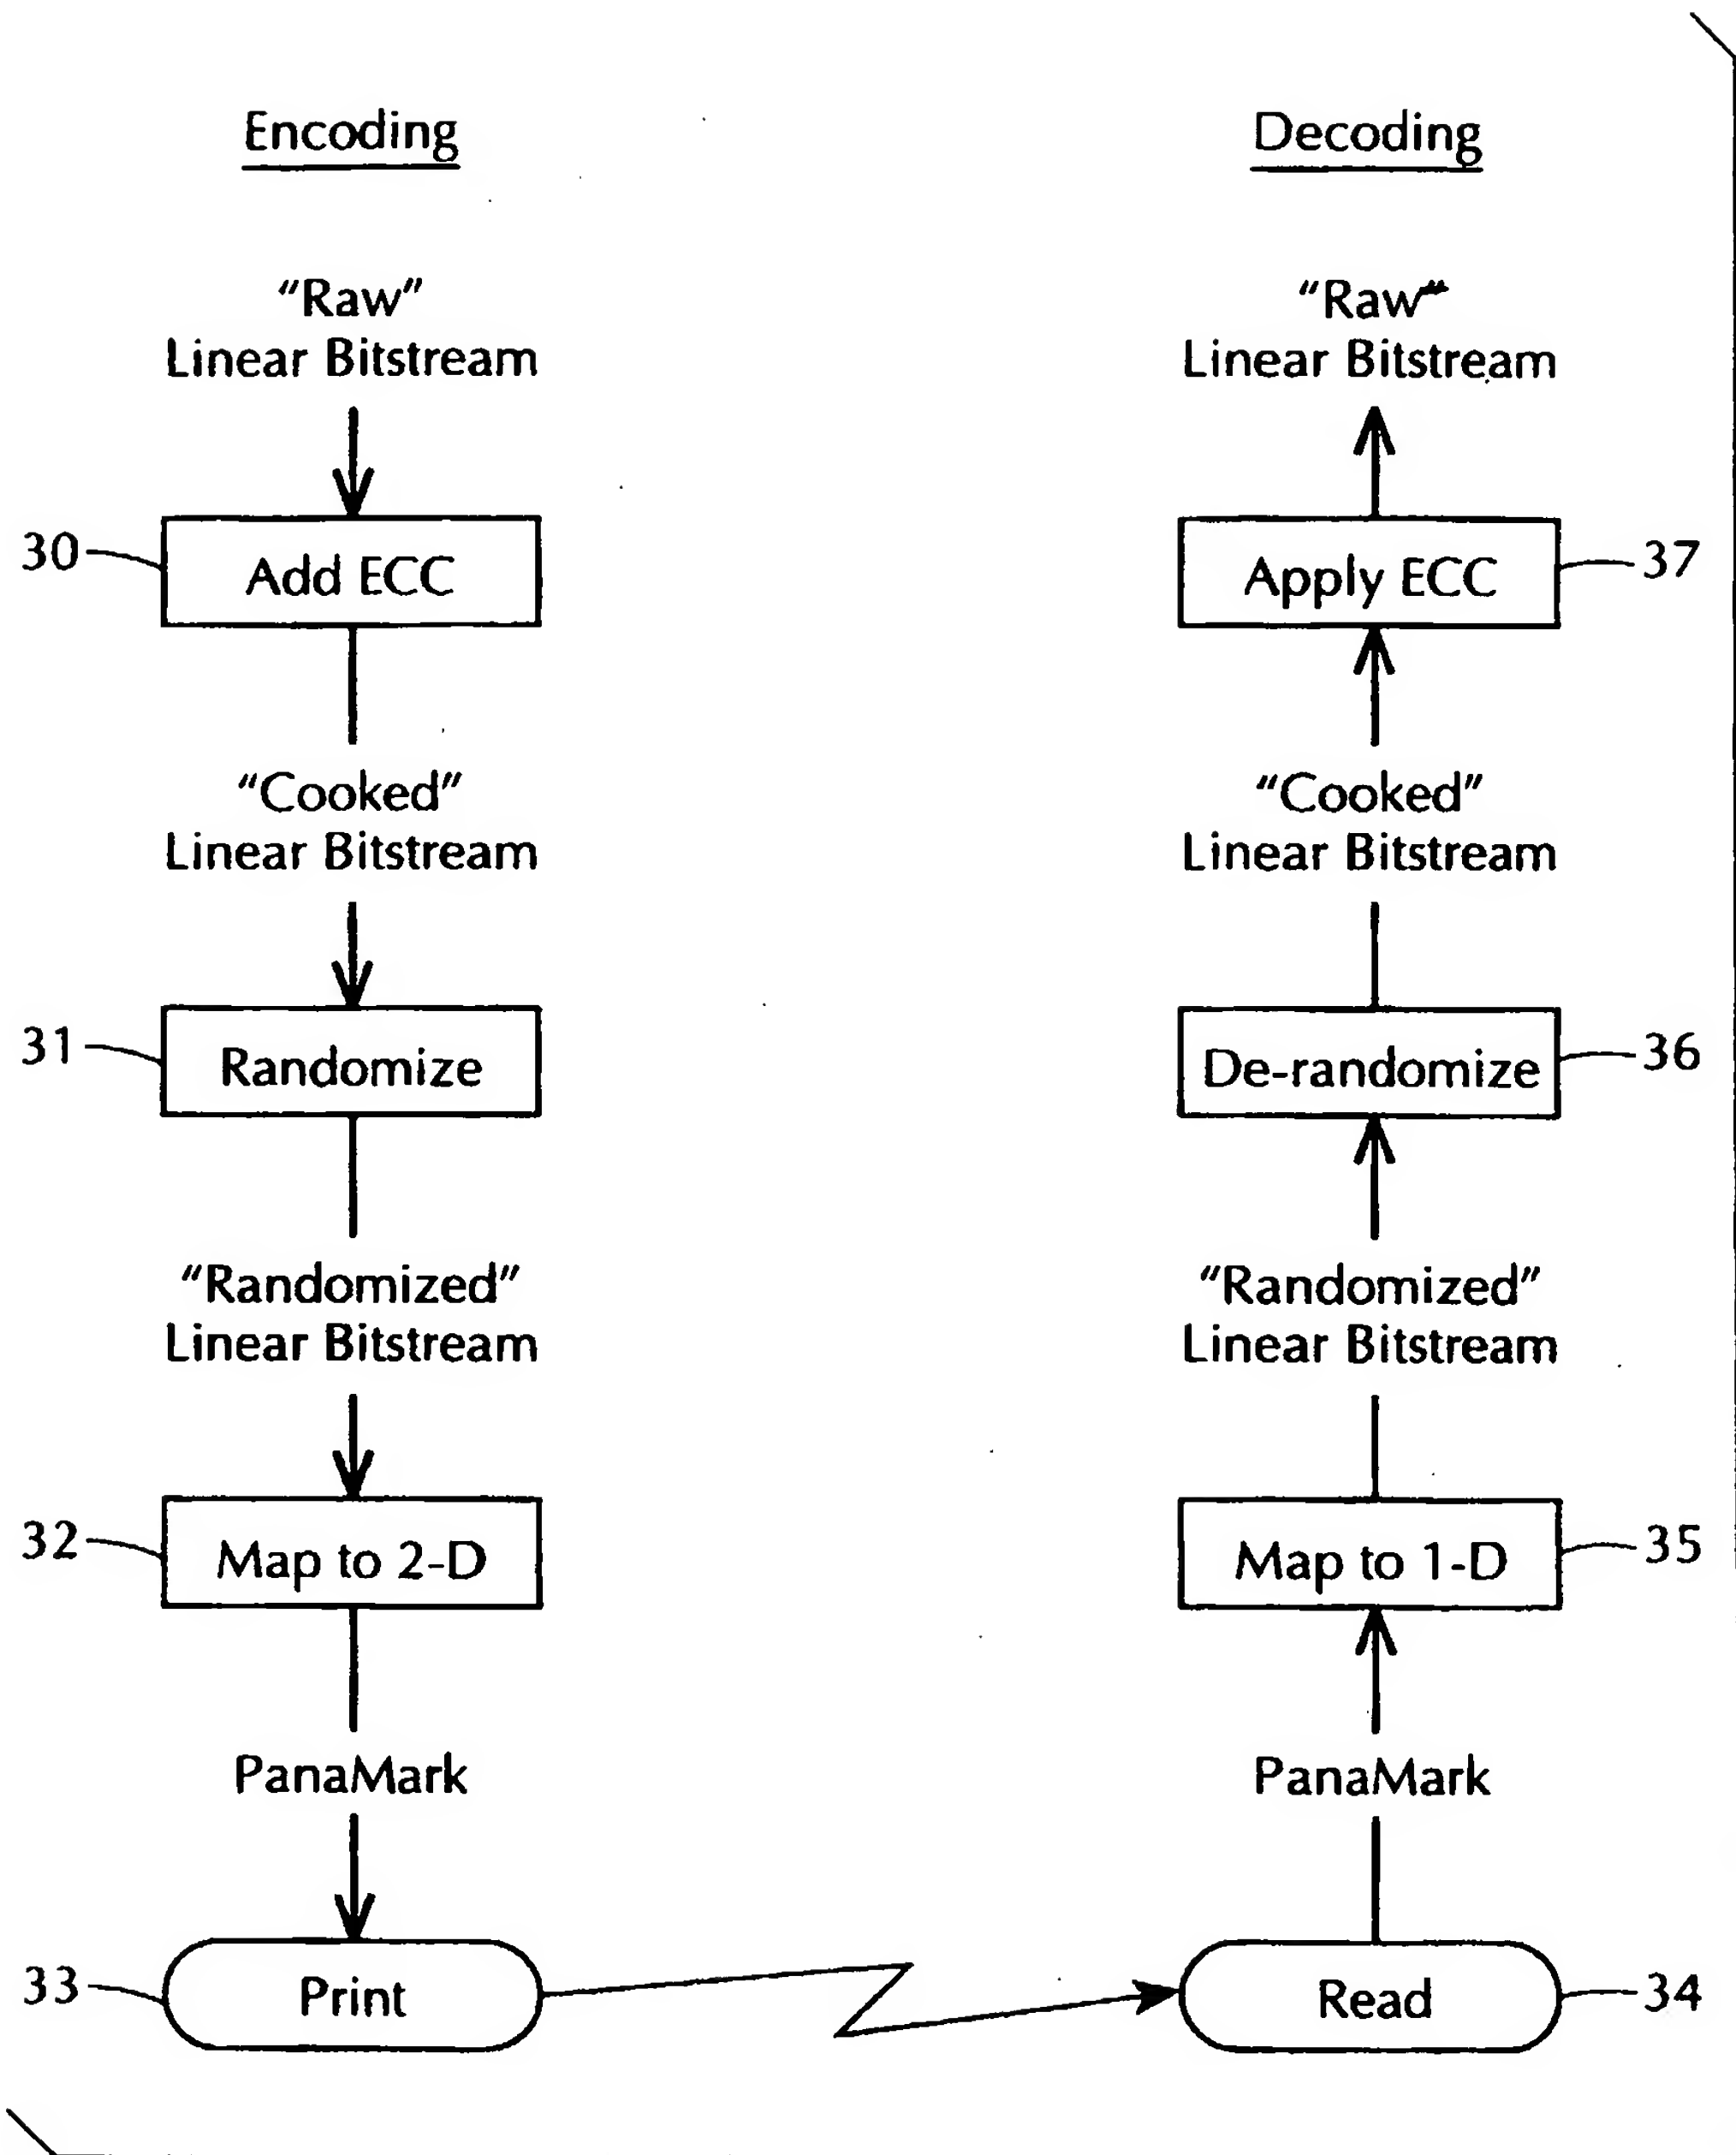 Encoding
"Raw"
Linear Bitstream
30
Add ECC
"Cooked"
Linear Bitstream
31
Randomize
"Randomized"
Linear Bitstream
32
Map to 2-D
PanaMark
33
Print
Decoding
"Raw"
Linear Bitstream
Apply ECC
37
"Cooked"
Linear Bitstream
De-randomize
36
"Randomized"
Linear Bitstream
Map to 1-D
35
PanaMark
Read
34